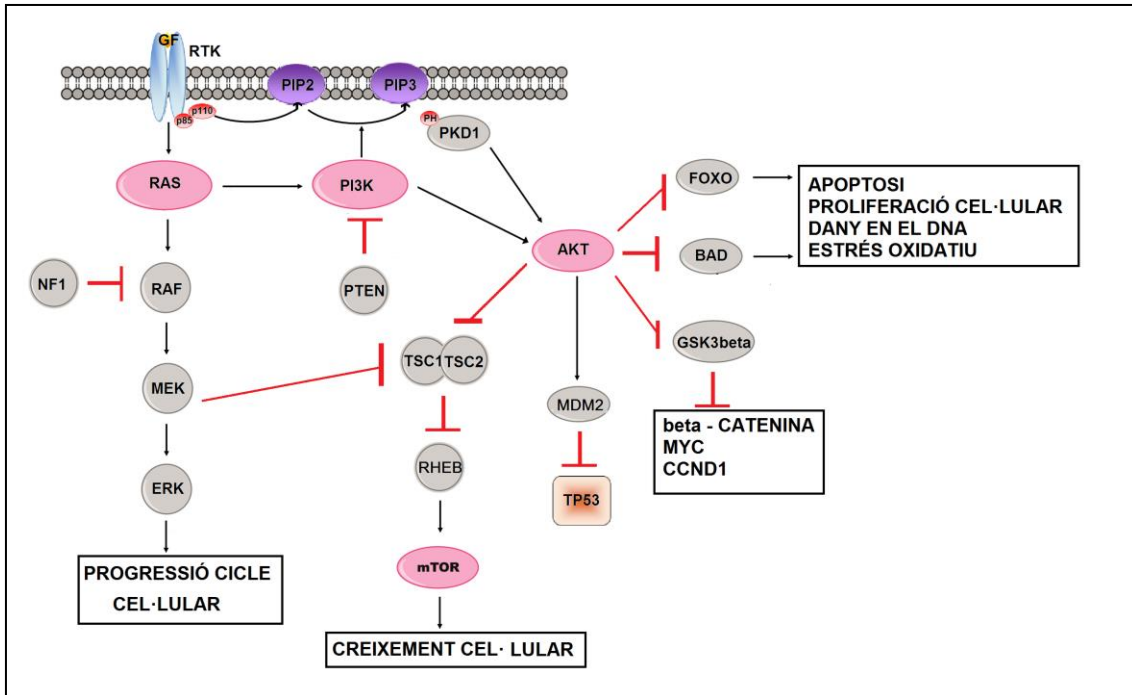 GF
RTK
PIP2
PIP3
p110
p85
PH
PKD1
RAS
PI3K
FOXO
APOPTOSI
PROLIFERACIÓ CEL·LULAR
DANY EN EL DNA
ESTRÉS OXIDATIU
AKT
BAD
NF1
RAF
PTEN
GSK3beta
TSC1
TSC2
MEK
MDM2
beta - CATENINA
MYC
CCND1
RHEB
ERK
TP53
mTOR
PROGRESSIÓ CICLE
CEL·LULAR
CREIXEMENT CEL· LULAR